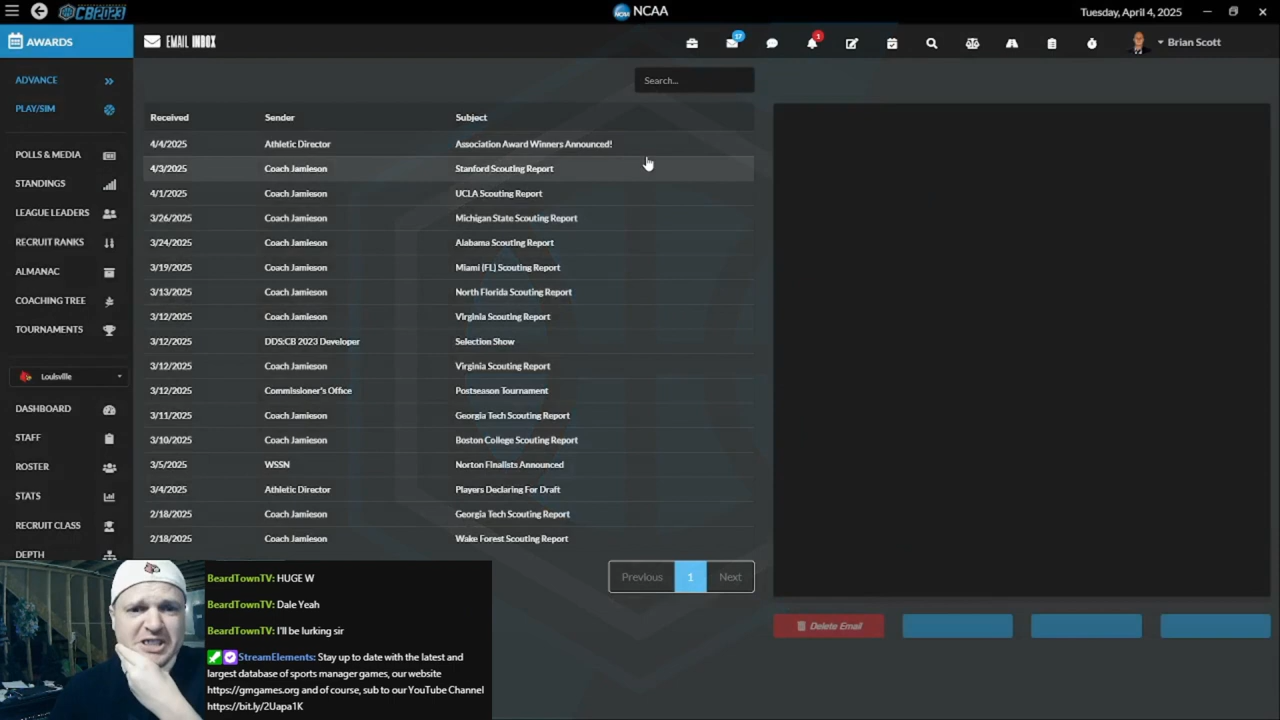 CB2023
NCAA
Tuesday, April 4, 2025
AWARDS
EMAIL INBOX
17
1
Brian Scott
ADVANCE
PLAY/SIM
POLLS & MEDIA
STANDINGS
LEAGUE LEADERS
RECRUIT RANKS
ALMANAC
COACHING TREE
TOURNAMENTS
Louisville
DASHBOARD
STAFF
ROSTER
STATS
RECRUIT CLASS
DEPTH
Search...
Received Sender Subject
4/4/2025 Athletic Director Association Award Winners Announced!
4/3/2025 Coach Jamieson Stanford Scouting Report
4/1/2025 Coach Jamieson UCLA Scouting Report
3/26/2025 Coach Jamieson Michigan State Scouting Report
3/24/2025 Coach Jamieson Alabama Scouting Report
3/19/2025 Coach Jamieson Miami (FL) Scouting Report
3/13/2025 Coach Jamieson North Florida Scouting Report
3/12/2025 Coach Jamieson Virginia Scouting Report
3/12/2025 DDS:CB 2023 Developer Selection Show
3/12/2025 Coach Jamieson Virginia Scouting Report
3/12/2025 Commissioner's Office Postseason Tournament
3/11/2025 Coach Jamieson Georgia Tech Scouting Report
3/10/2025 Coach Jamieson Boston College Scouting Report
3/5/2025 WSSN Norton Finalists Announced
3/4/2025 Athletic Director Players Declaring For Draft
2/18/2025 Coach Jamieson Georgia Tech Scouting Report
2/18/2025 Coach Jamieson Wake Forest Scouting Report
Previous 1 Next
Delete Email
BeardTownTV: HUGE W
BeardTownTV: Dale Yeah
BeardTownTV: I'll be lurking sir
StreamElements: Stay up to date with the latest and
largest database of sports manager games, our website
https://gmgames.org and of course, sub to our YouTube Channel
https://bit.ly/2Uapa1K